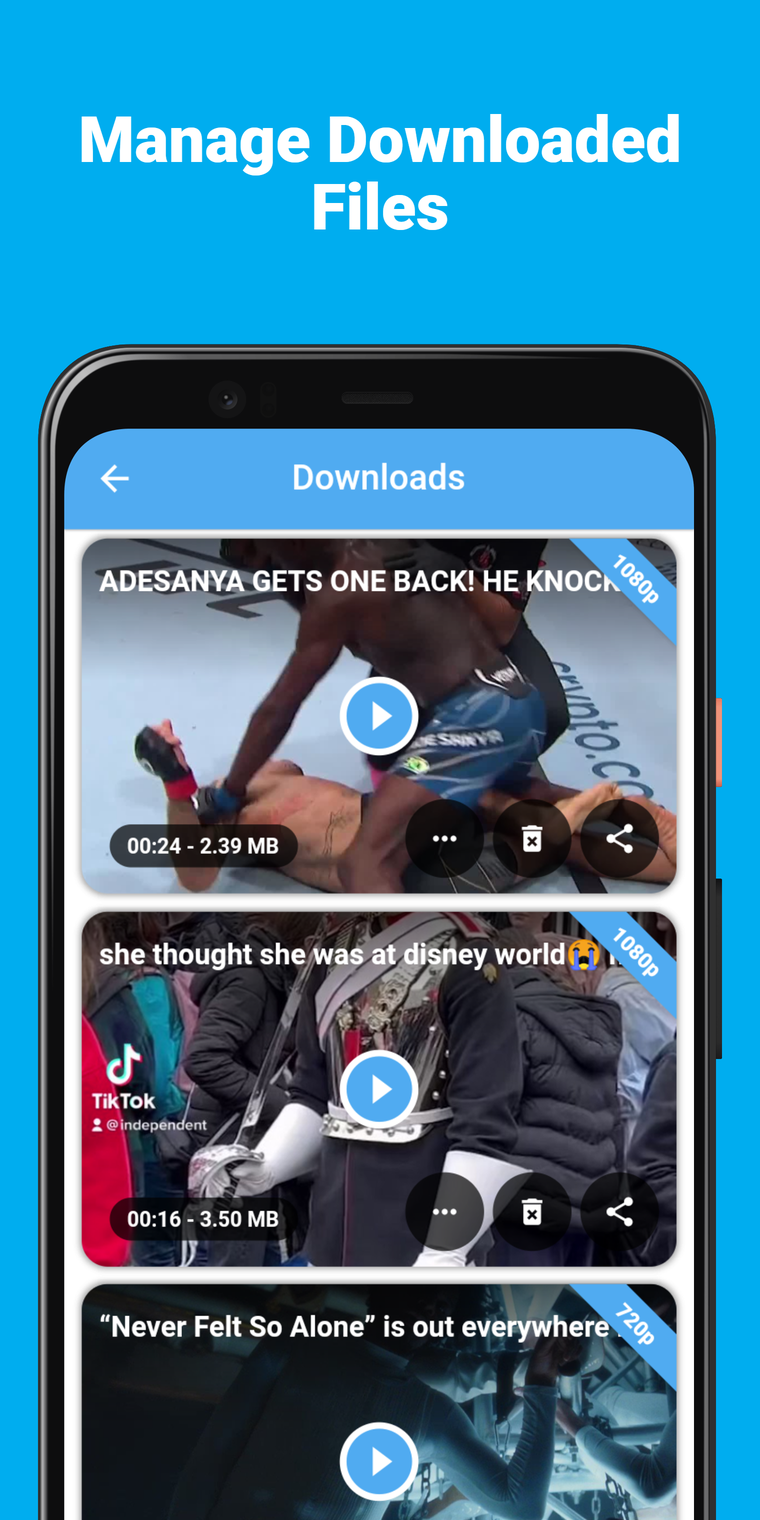 Manage Downloaded
Files
Downloads
ADESANYA GETS ONE BACK! HE KNOCK
1080p
crypto.co
ADESANYA
00:24 - 2.39 MB
she thought she was at disney world😭
1080p
TikTok
@independent
00:16 - 3.50 MB
“Never Felt So Alone” is out everywhere
720p